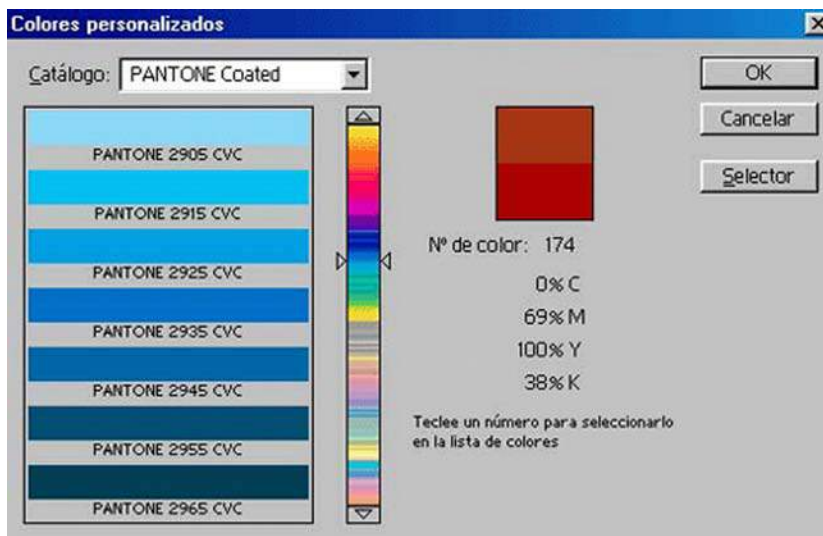 Colores personalizados
Catálogo: PANTONE Coated
OK
Cancelar
Selector
PANTONE 2905 CVC
PANTONE 2915 CVC
PANTONE 2925 CVC
PANTONE 2935 CVC
PANTONE 2945 CVC
PANTONE 2955 CVC
PANTONE 2965 CVC
Nº de color: 174
0% C
69% M
100% Y
38% K
Teclee un número para seleccionarlo
en la lista de colores